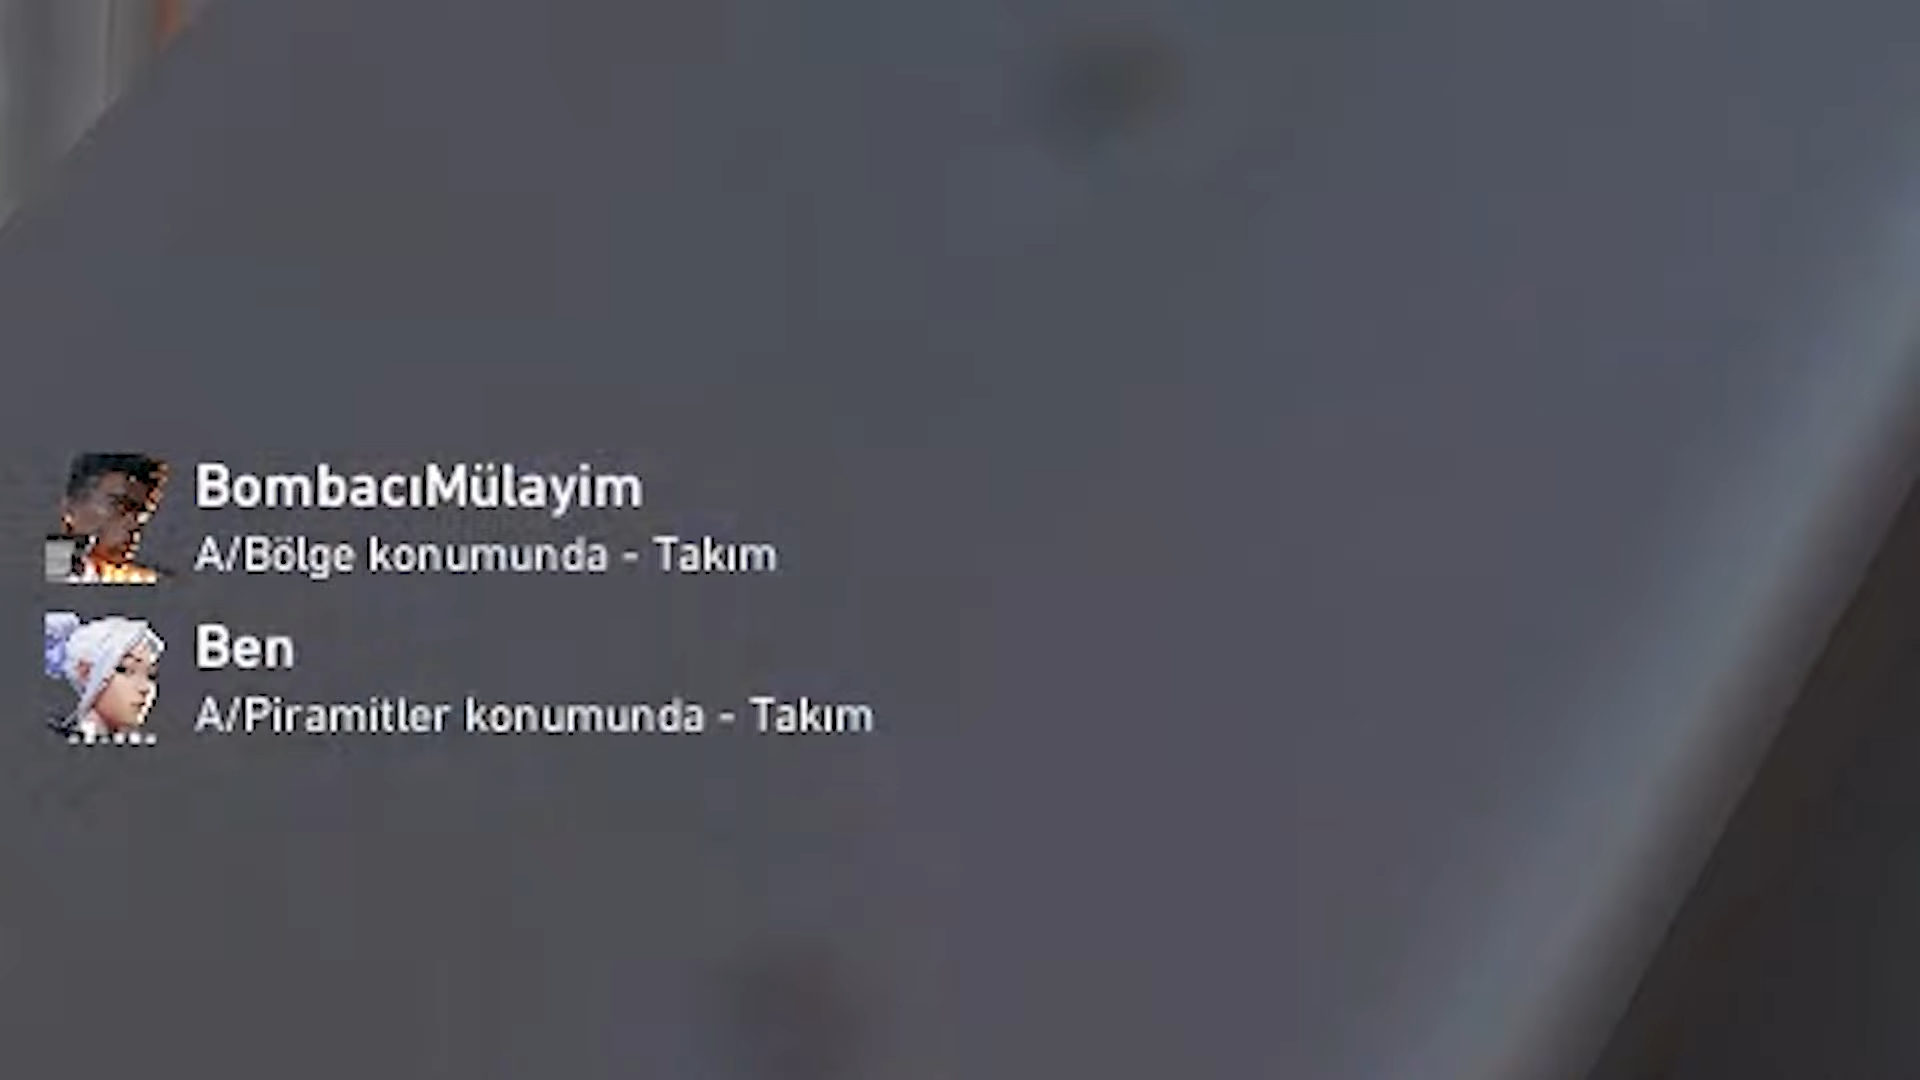 BombacıMülayim
A/Bölge konumunda - Takım
Ben
A/Piramitler konumunda - Takım